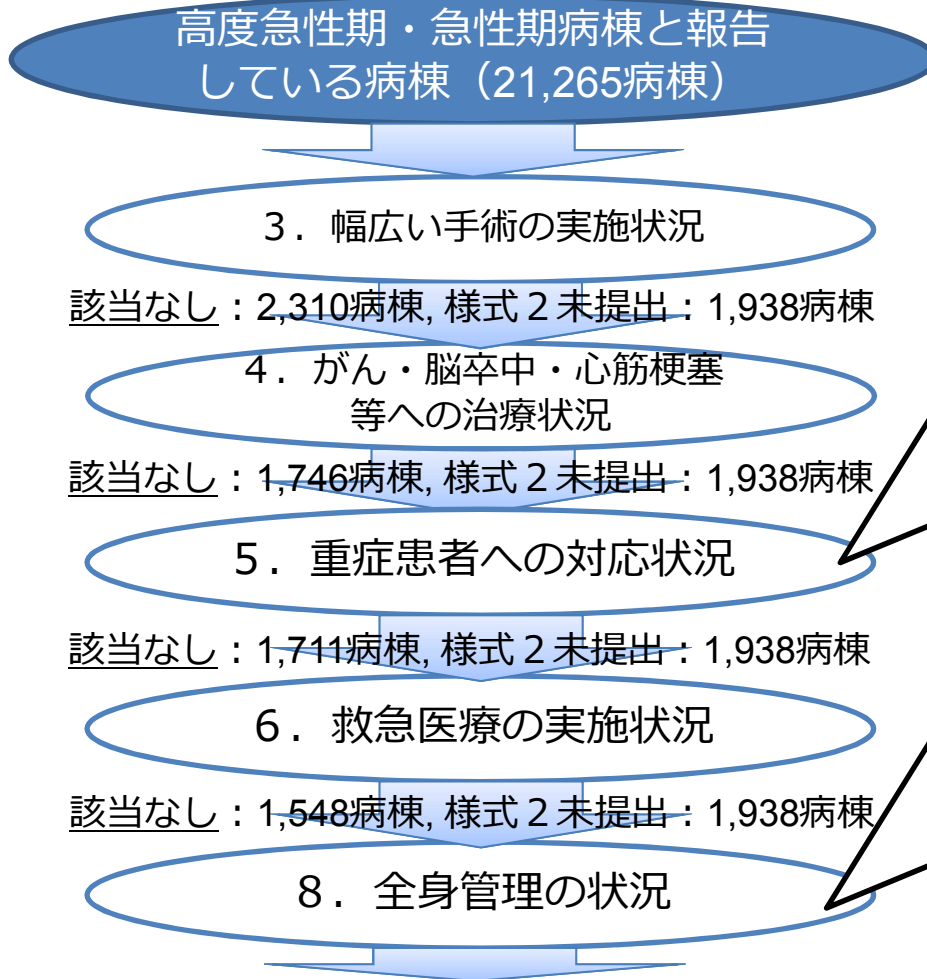 高度急性期・急性期病棟と報告
している病棟（21,265病棟）
３．幅広い手術の実施状況
該当なし：2,310病棟, 様式２未提出：1,938病棟
４．がん・脳卒中・心筋梗塞
等への治療状況
該当なし：1,746病棟, 様式２未提出：1,938病棟
５．重症患者への対応状況
該当なし：1,711病棟, 様式２未提出：1,938病棟
６．救急医療の実施状況
該当なし：1,548病棟, 様式２未提出：1,938病棟
８．全身管理の状況